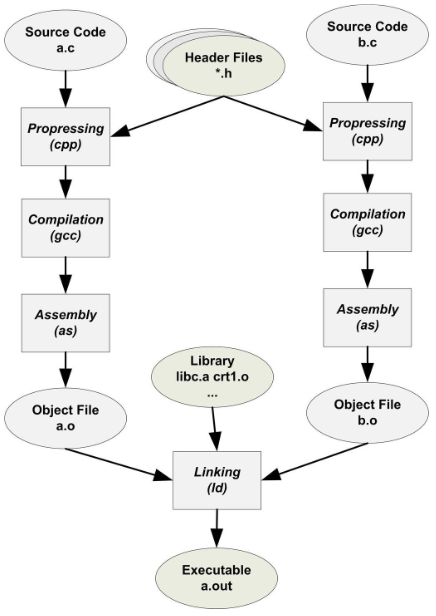 Source Code
a.c
Header Files
*.h
Source Code
b.c
Propressing
(cpp)
Propressing
(cpp)
Compilation
(gcc)
Compilation
(gcc)
Assembly
(as)
Assembly
(as)
Library
libc.a crt1.o
...
Object File
a.o
Object File
b.o
Linking
(ld)
Executable
a.out